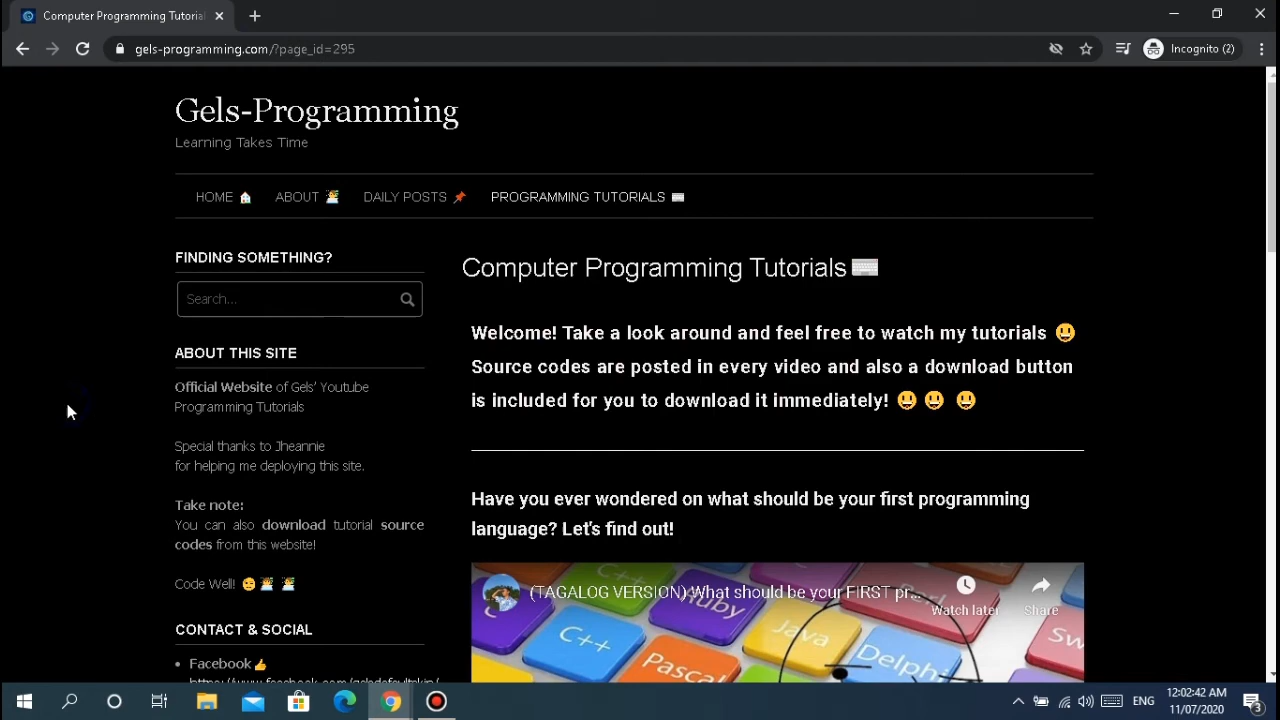 Computer Programming Tutoria
gels-programming.com/?page_id=295
Incognito (2)
Gels-Programming
Learning Takes Time
HOME
ABOUT
DAILY POSTS
PROGRAMMING TUTORIALS
FINDING SOMETHING?
Search...
ABOUT THIS SITE
Official Website of Gels' Youtube
Programming Tutorials
Special thanks to Jheannie
for helping me deploying this site.
Take note:
You can also download tutorial source
codes from this website!
Code Well!
CONTACT & SOCIAL
Facebook
Computer Programming Tutorials
Welcome! Take a look around and feel free to watch my tutorials
Source codes are posted in every video and also a download button
is included for you to download it immediately!
Have you ever wondered on what should be your first programming
language? Let's find out!
(TAGALOG VERSION) What should be your FIRST pr...
Watch later
Share
Ruby
Perl
C++
Java
Pascal
Delphi
Sw
ENG
12:02:42 AM
11/07/2020
3